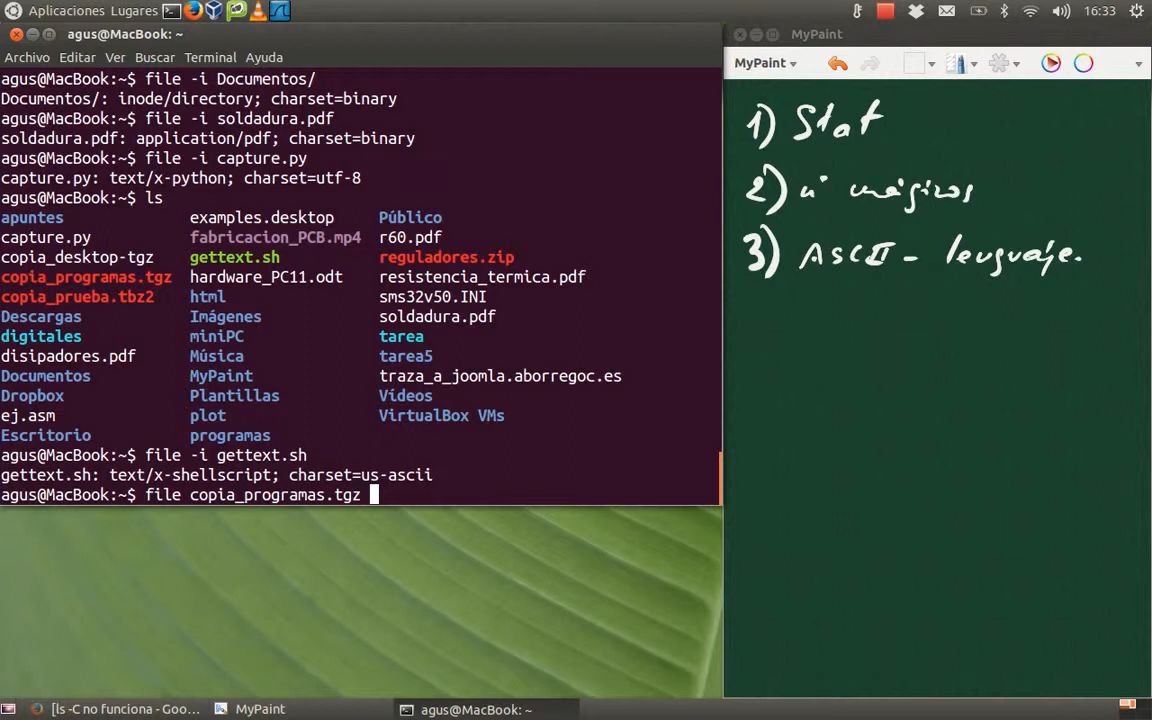 Aplicaciones Lugares 16:33
agus@MacBook: ~
Archivo Editar Ver Buscar Terminal Ayuda
agus@MacBook:~$ file -i Documentos/
Documentos/: inode/directory; charset=binary
agus@MacBook:~$ file -i soldadura.pdf
soldadura.pdf: application/pdf; charset=binary
agus@MacBook:~$ file -i capture.py
capture.py: text/x-python; charset=utf-8
agus@MacBook:~$ ls
apuntes examples.desktop Público
capture.py fabricacion_PCB.mp4 r60.pdf
copia_desktop-tgz gettext.sh reguladores.zip
copia_programas.tgz hardware_PC11.odt resistencia_termica.pdf
copia_prueba.tbz2 html sms32v50.INI
Descargas Imágenes soldadura.pdf
digitales miniPC tarea
disipadores.pdf Música tarea5
Documentos MyPaint traza_a_joomla.aborregoc.es
Dropbox Plantillas Vídeos
ej.asm plot VirtualBox VMs
Escritorio programas
agus@MacBook:~$ file -i gettext.sh
gettext.sh: text/x-shellscript; charset=us-ascii
agus@MacBook:~$ file copia_programas.tgz
MyPaint
MyPaint
1) Stat
2) nº mágicos
3) ASCII - lenguaje.
[ls -C no funciona - Goo... MyPaint agus@MacBook: ~